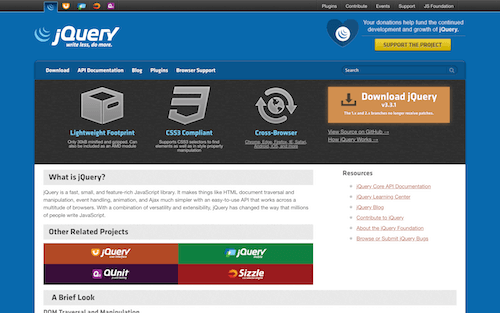 Plugins Contribute Events Support JS Foundation
jQuery
write less, do more.
Your donations help fund the continued
development and growth of jQuery.
SUPPORT THE PROJECT
Download API Documentation Blog Plugins Browser Support
Search
Lightweight Footprint
Only 30kB minified and gzipped. Can
also be included as an AMD module
CSS3 Compliant
Supports CSS3 selectors to find
elements as well as in style property
manipulation
Cross-Browser
Chrome, Edge, Firefox, IE, Safari,
Android, iOS, and more
Download jQuery
v3.3.1
The 1.x and 2.x branches no longer receive patches.
View Source on GitHub →
How jQuery Works →
What is jQuery?
jQuery is a fast, small, and feature-rich JavaScript library. It makes things like HTML document traversal and
manipulation, event handling, animation, and Ajax much simpler with an easy-to-use API that works across a
multitude of browsers. With a combination of versatility and extensibility, jQuery has changed the way that millions
of people write JavaScript.
Resources
jQuery Core API Documentation
jQuery Learning Center
jQuery Blog
Contribute to jQuery
About the jQuery Foundation
Browse or Submit jQuery Bugs
Other Related Projects
jQuery
user interface
jQuery
mobile
QUnit
Sizzle
A Brief Look
DOM Traversal and Manipulation